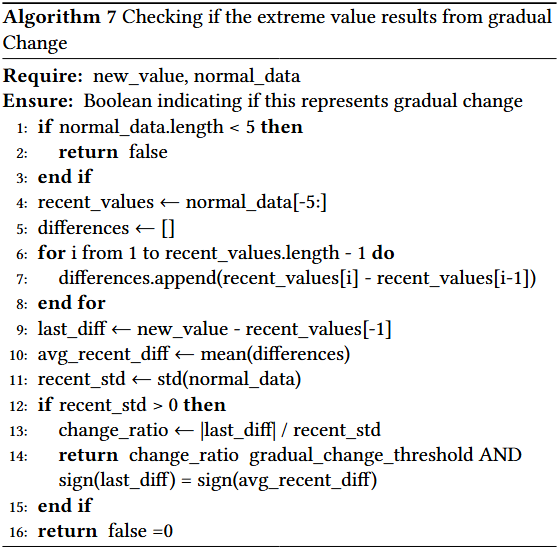 Algorithm 7 Checking if the extreme value results from gradual
Change
Require: new_value, normal_data
Ensure: Boolean indicating if this represents gradual change
1: if normal_data.length < 5 then
2: return false
3: end if
4: recent_values ← normal_data[-5:]
5: differences ← []
6: for i from 1 to recent_values.length - 1 do
7: differences.append(recent_values[i] - recent_values[i-1])
8: end for
9: last_diff ← new_value - recent_values[-1]
10: avg_recent_diff ← mean(differences)
11: recent_std ← std(normal_data)
12: if recent_std > 0 then
13: change_ratio ← |last_diff| / recent_std
14: return change_ratio gradual_change_threshold AND
sign(last_diff) = sign(avg_recent_diff)
15: end if
16: return false =0